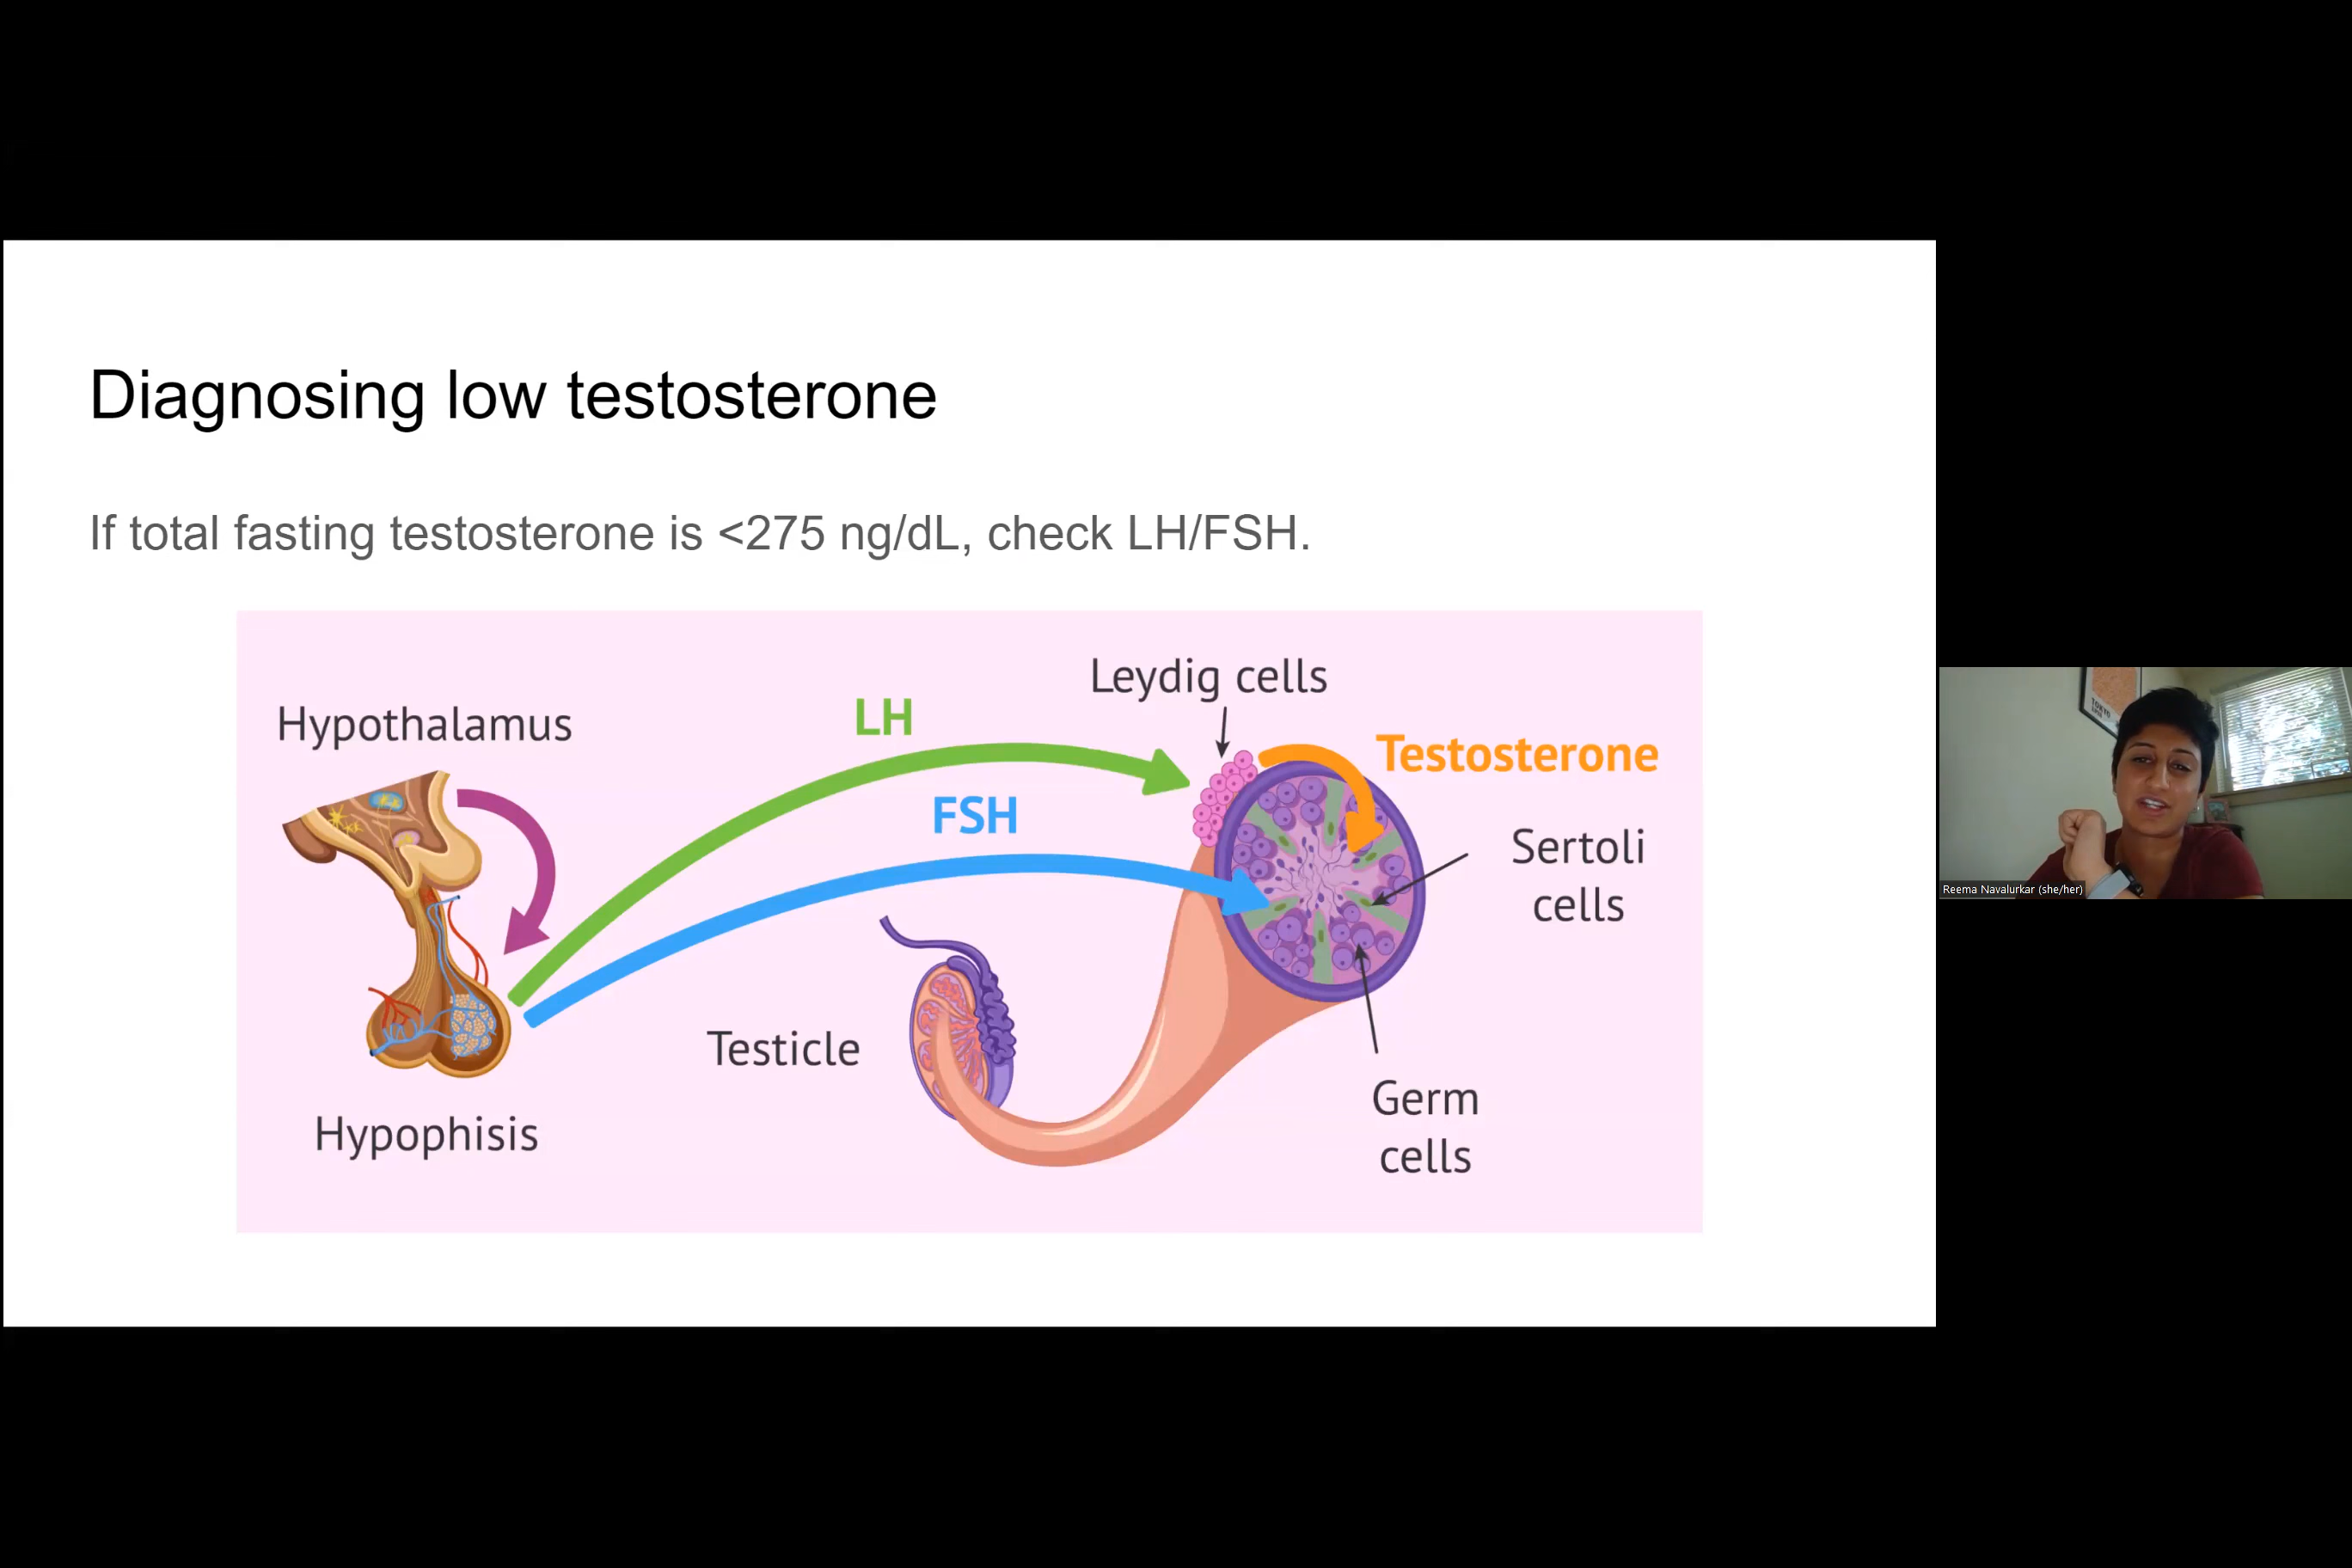 Diagnosing low testosterone
If total fasting testosterone is <275 ng/dL, check LH/FSH.
Hypothalamus
LH
FSH
Leydig cells
Testosterone
Sertoli
cells
Testicle
Germ
cells
Hypophisis
TOKYO
Reema Navalurkar (she/her)